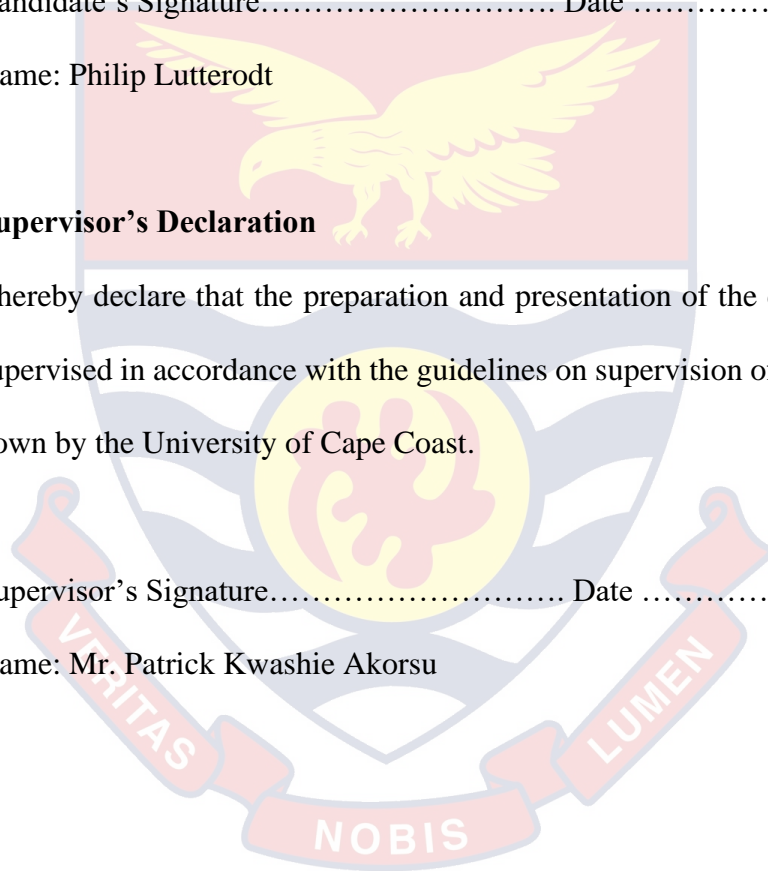 andidate's Signature………………………. Date …………….
ame: Philip Lutterodt
upervisor's Declaration
hereby declare that the preparation and presentation of the
upervised in accordance with the guidelines on supervision of
own by the University of Cape Coast.
upervisor's Signature………………………. Date …………….
ame: Mr. Patrick Kwashie Akorsu
VERITAS NOBIS LUMEN